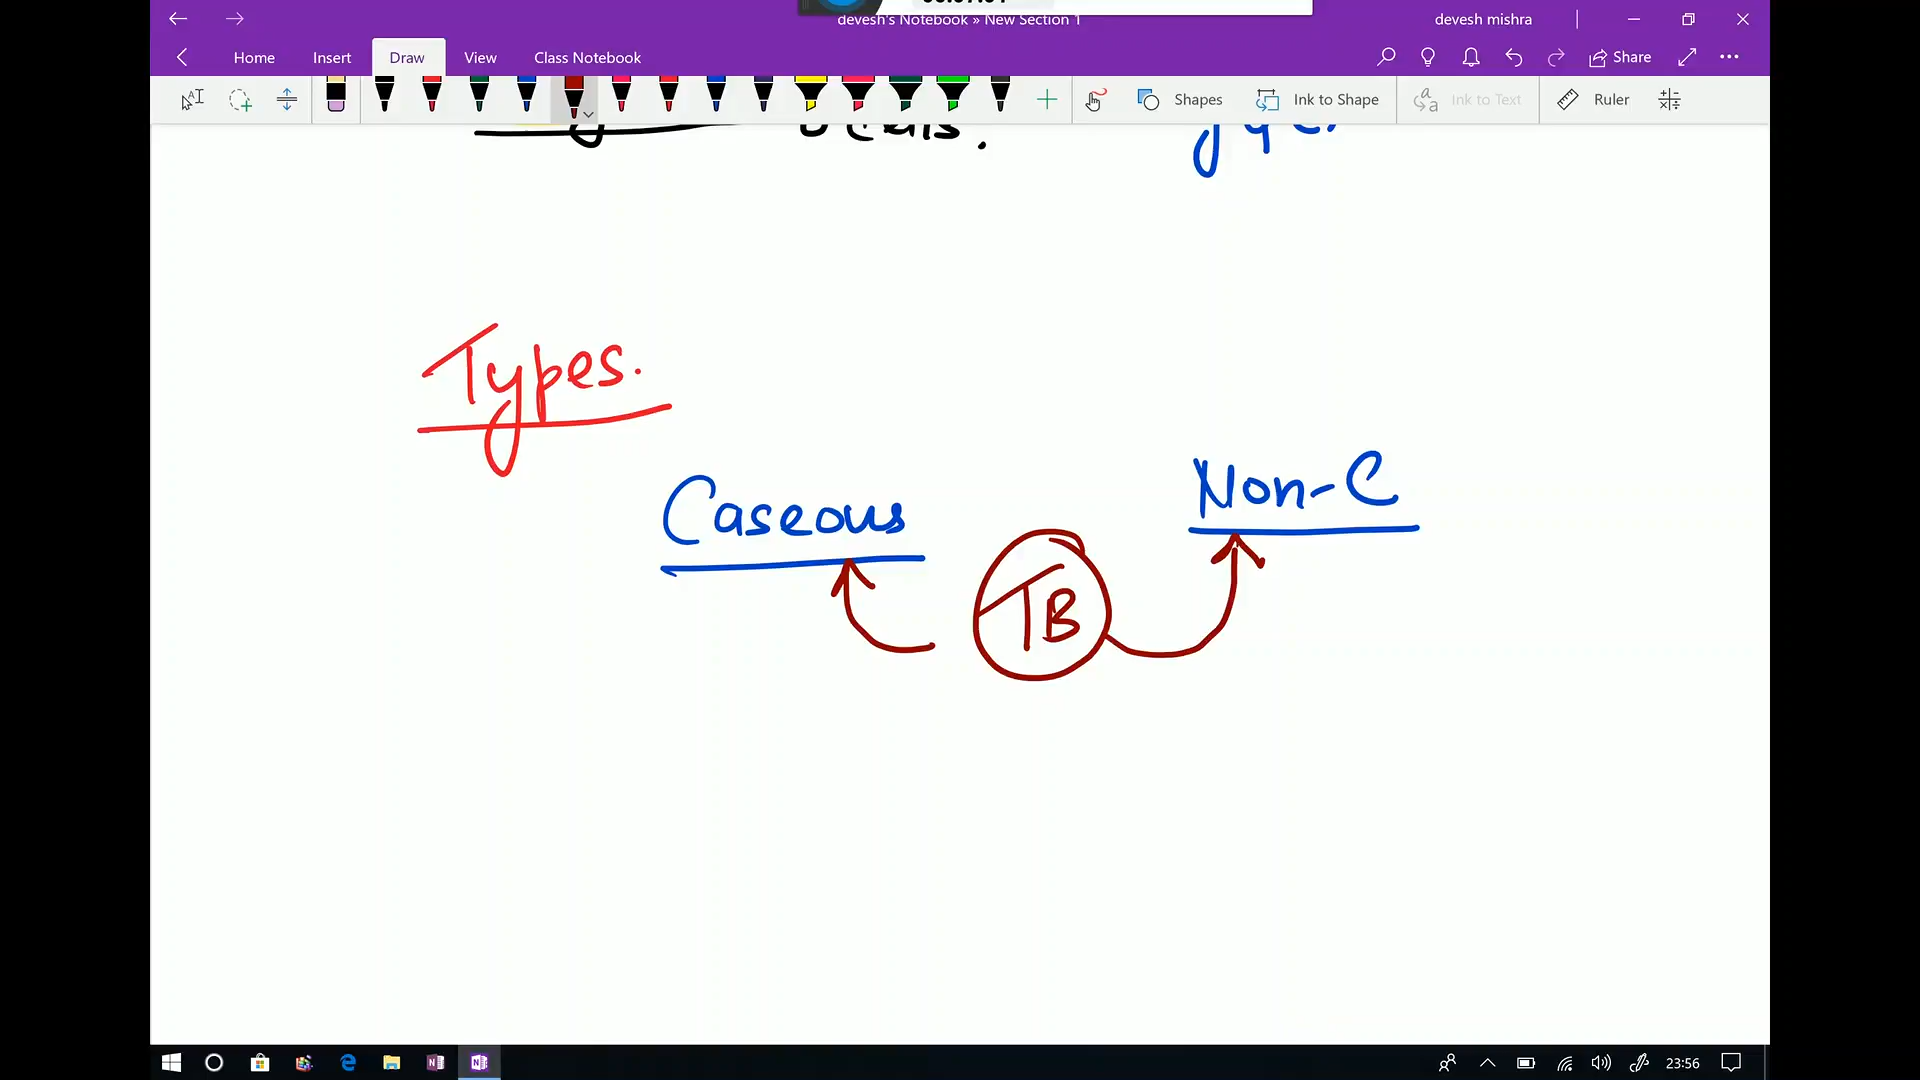 devesh's Notebook » New Section 1
devesh mishra
Home Insert Draw View Class Notebook Share
Shapes Ink to Shape Ink to Text Ruler
Types.
Caseous Non-C
TB
23:56